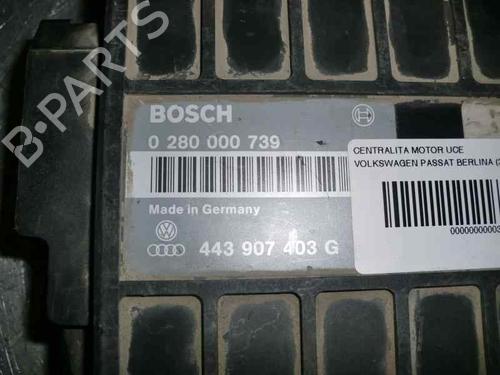 B-PARTS
BOSCH
0 280 000 739
Made in Germany
443 907 403 G
CENTRALITA MOTOR UCE
VOLKSWAGEN PASSAT BERLINA